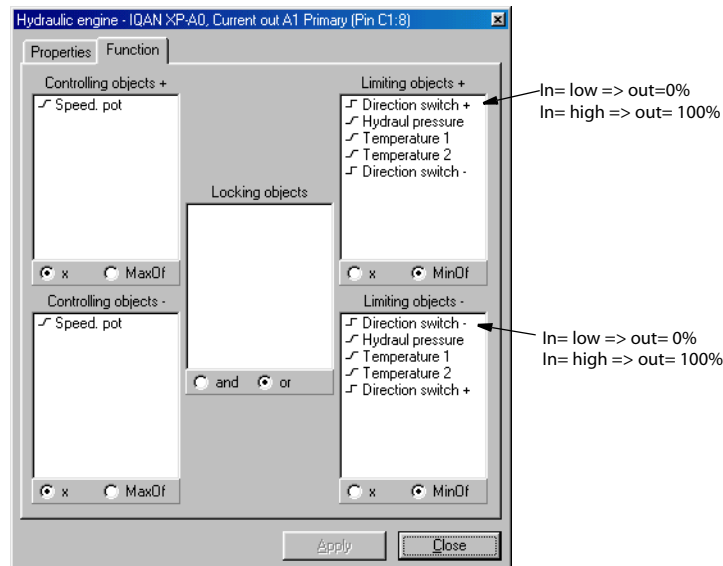 Hydraulic engine - IQAN XP-A0, Current out A1 Primary (Pin C1:8)
Properties
Function
Controlling objects +
Speed. pot
x
MaxOf
Controlling objects -
Speed. pot
x
MaxOf
Locking objects
and
or
Limiting objects +
Direction switch +
Hydraul pressure
Temperature 1
Temperature 2
Direction switch -
x
MinOf
Limiting objects -
Direction switch -
Hydraul pressure
Temperature 1
Temperature 2
Direction switch +
x
MinOf
In= low => out=0%
In= high => out= 100%
In= low => out= 0%
In= high => out= 100%
Apply
Close